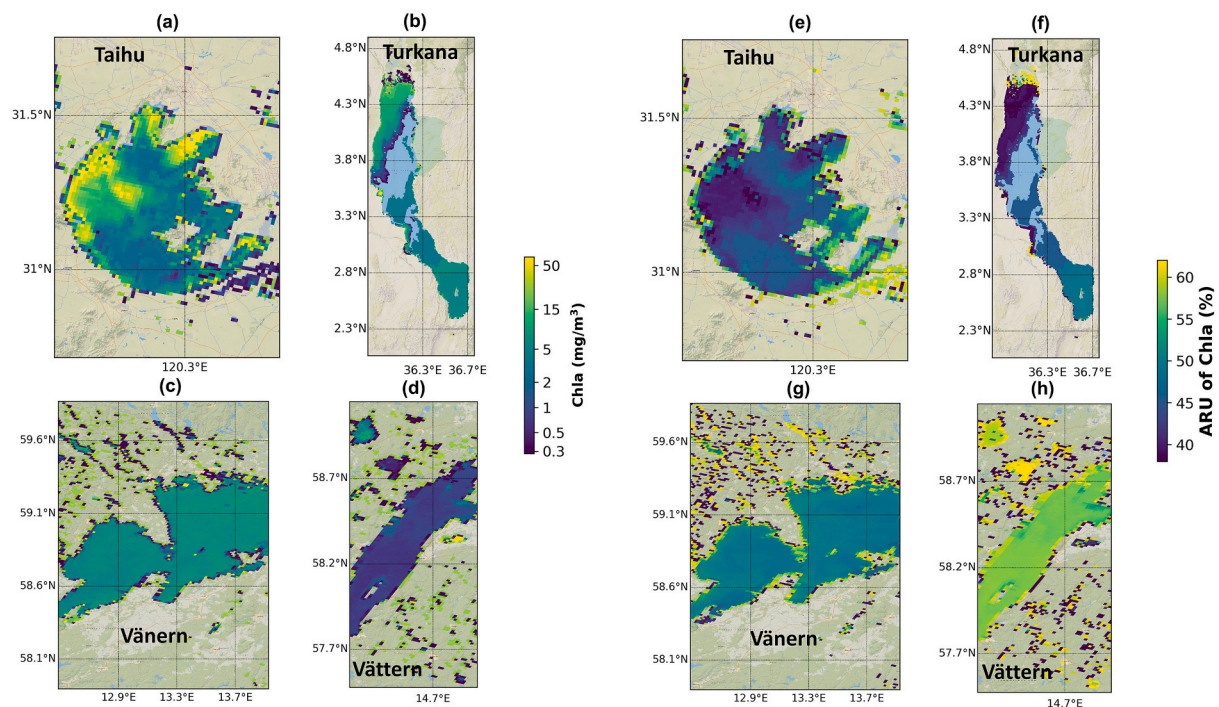 (a)
Taihu
31.5°N
31°N
120.3°E
(b)
Turkana
4.8°N
4.3°N
3.8°N
3.3°N
2.8°N
2.3°N
36.3°E 36.7°E
(c)
Vänern
59.6°N
59.1°N
58.6°N
58.1°N
12.9°E 13.3°E 13.7°E
(d)
Vättern
58.7°N
58.2°N
57.7°N
14.7°E
Chla (mg/m³)
50
15
5
2
1
0.5
0.3
(e)
Taihu
31.5°N
31°N
120.3°E
(f)
Turkana
4.8°N
4.3°N
3.8°N
3.3°N
2.8°N
2.3°N
36.3°E 36.7°E
(g)
Vänern
59.6°N
59.1°N
58.6°N
58.1°N
12.9°E 13.3°E 13.7°E
(h)
Vättern
58.7°N
58.2°N
57.7°N
14.7°E
ARU of Chla (%)
60
55
50
45
40